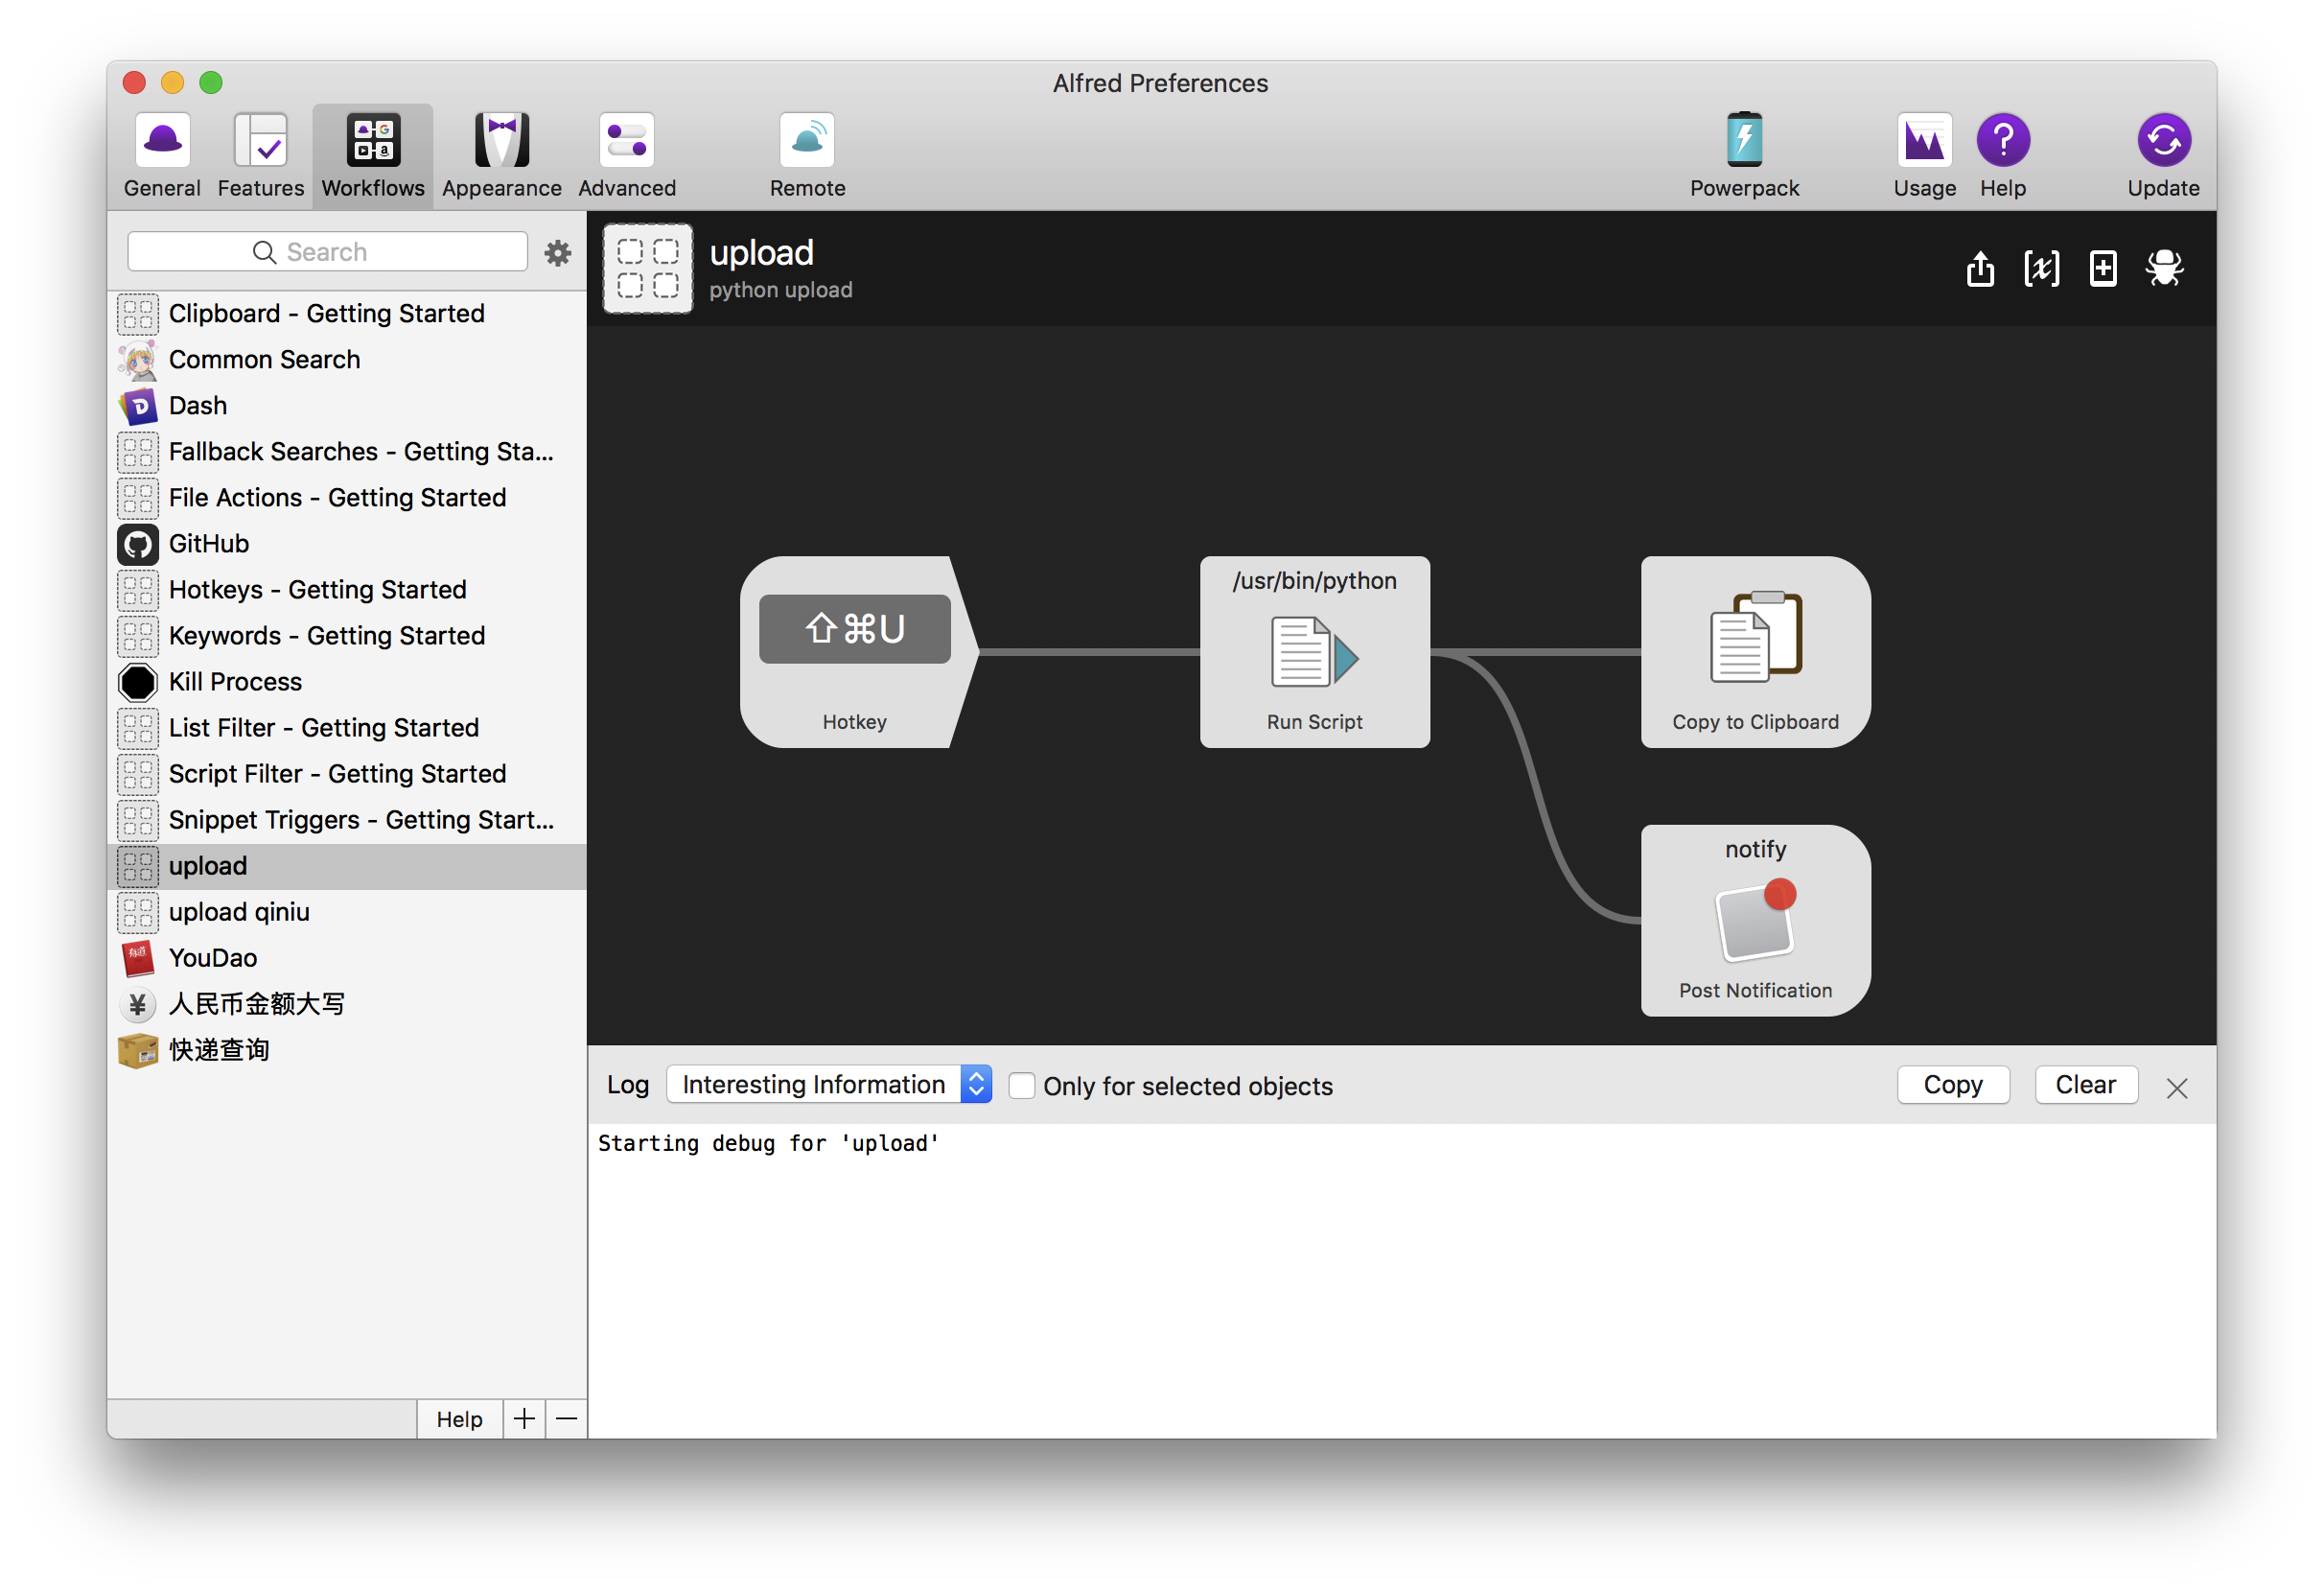 Alfred Preferences
General
Features
Workflows
Appearance
Advanced
Remote
Powerpack
Usage
Help
Update
Search
upload
python upload
Clipboard - Getting Started
Common Search
Dash
Fallback Searches - Getting Sta...
File Actions - Getting Started
GitHub
Hotkeys - Getting Started
Keywords - Getting Started
Kill Process
List Filter - Getting Started
Script Filter - Getting Started
Snippet Triggers - Getting Start...
upload
upload qiniu
YouDao
人民币金额大写
快递查询
⇧⌘U
Hotkey
/usr/bin/python
Run Script
Copy to Clipboard
notify
Post Notification
Log
Interesting Information
Only for selected objects
Copy
Clear
Starting debug for 'upload'
Help